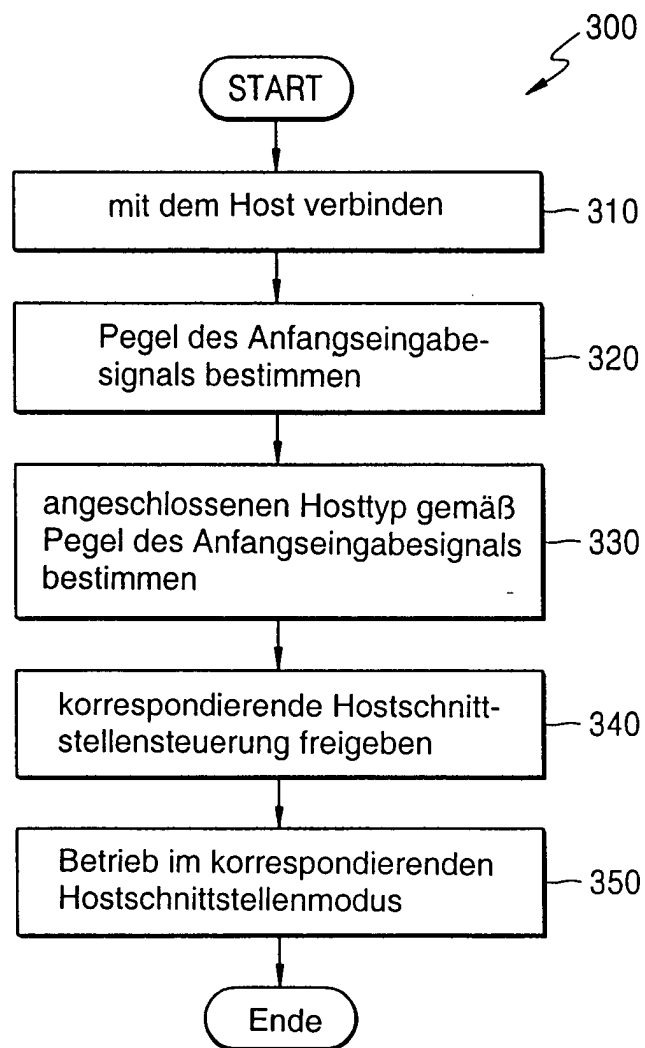 300
START
mit dem Host verbinden
310
Pegel des Anfangseingabe-
signals bestimmen
320
angeschlossenen Hosttyp gemäß
Pegel des Anfangseingabesignals
bestimmen
330
korrespondierende Hostschnitt-
stellensteuerung freigeben
340
Betrieb im korrespondierenden
Hostschnittstellenmodus
350
Ende